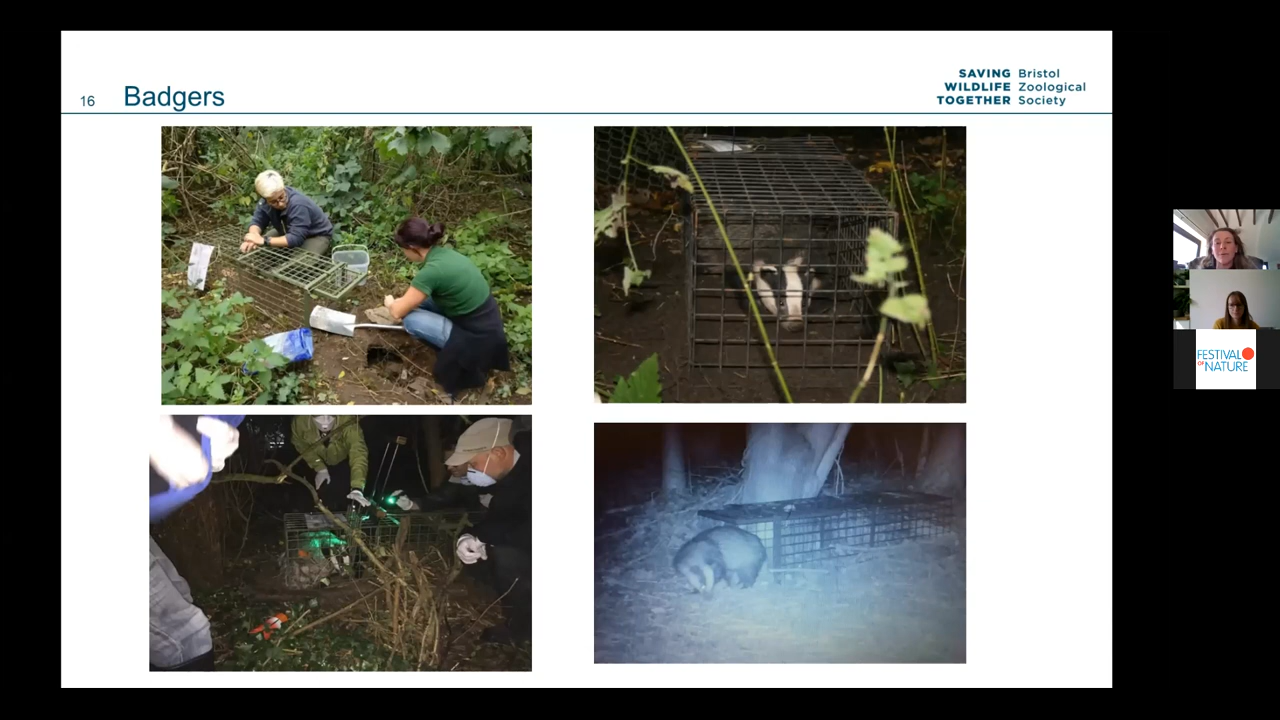 16 Badgers
SAVING Bristol
WILDLIFE Zoological
TOGETHER Society
FESTIVAL
OF NATURE